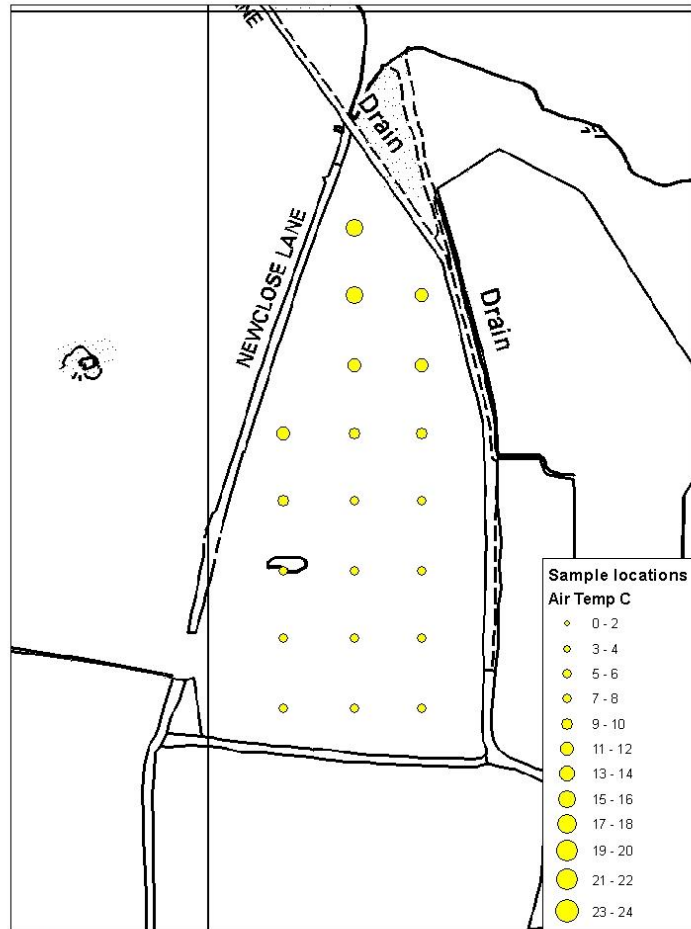 NE
Drain
NEWCLOSE LANE
Drain
Sample locations
Air Temp C
0 - 2
3 - 4
5 - 6
7 - 8
9 - 10
11 - 12
13 - 14
15 - 16
17 - 18
19 - 20
21 - 22
23 - 24